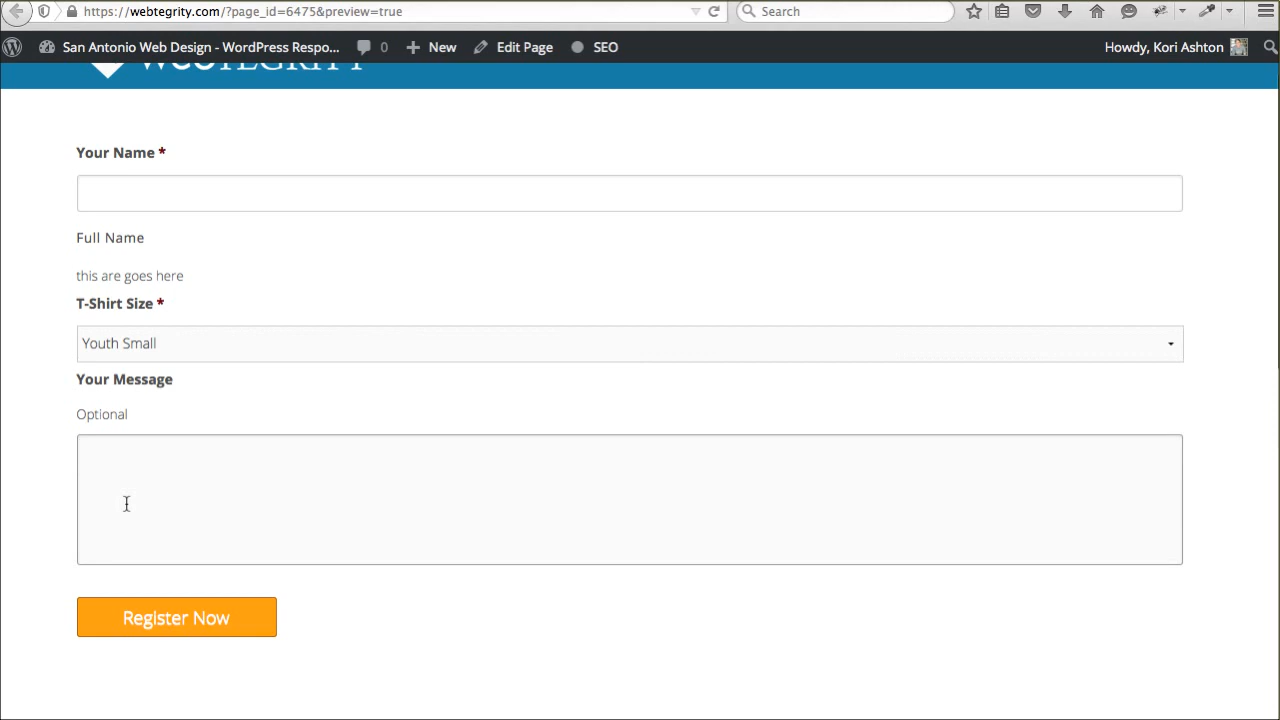 https://webtegrity.com/?page_id=6475&preview=true
Search
San Antonio Web Design - WordPress Respo...
0
New
Edit Page
SEO
Howdy, Kori Ashton
WEBTEGRITY
Your Name *
Full Name
this are goes here
T-Shirt Size *
Youth Small
Your Message
Optional
Register Now